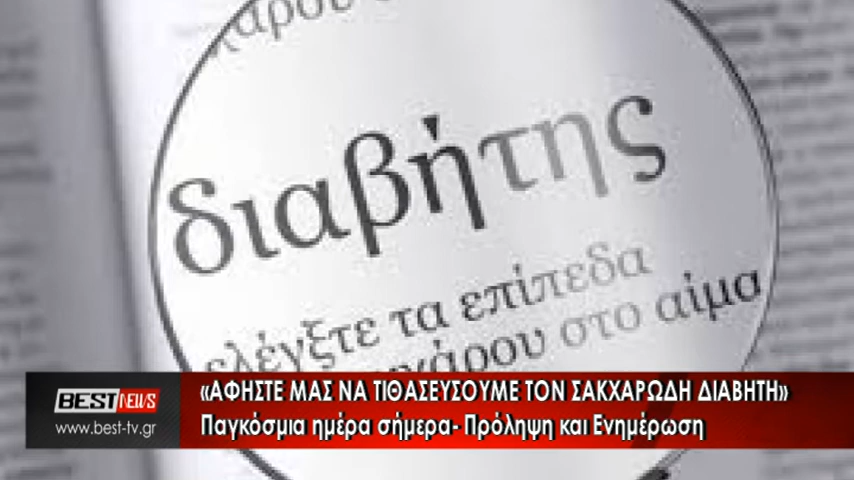 διαβήτης
ελέγξτε τα επίπεδα
στο αίμα
«ΑΦΗΣΤΕ ΜΑΣ ΝΑ ΤΙΘΑΣΕΥΣΟΥΜΕ ΤΟΝ ΣΑΚΧΑΡΩΔΗ ΔΙΑΒΗΤΗ»
BEST NEWS
www.best-tv.gr
Παγκόσμια ημέρα σήμερα- Πρόληψη και Ενημέρωση